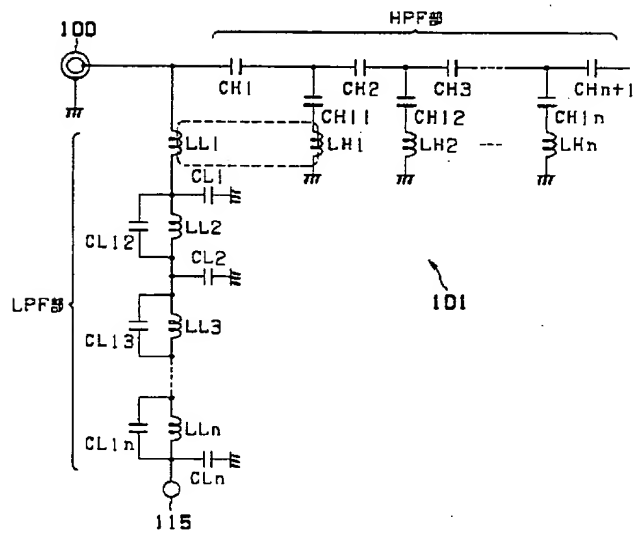 HPF部
100
CH1
CH2
CH3
CHn+1
CH11
CH12
CH1n
LL1
LH1
LH2
LHn
CL1
LL2
CL12
CL2
LPF部
101
LL3
CL13
LLn
CL1n
CLn
115